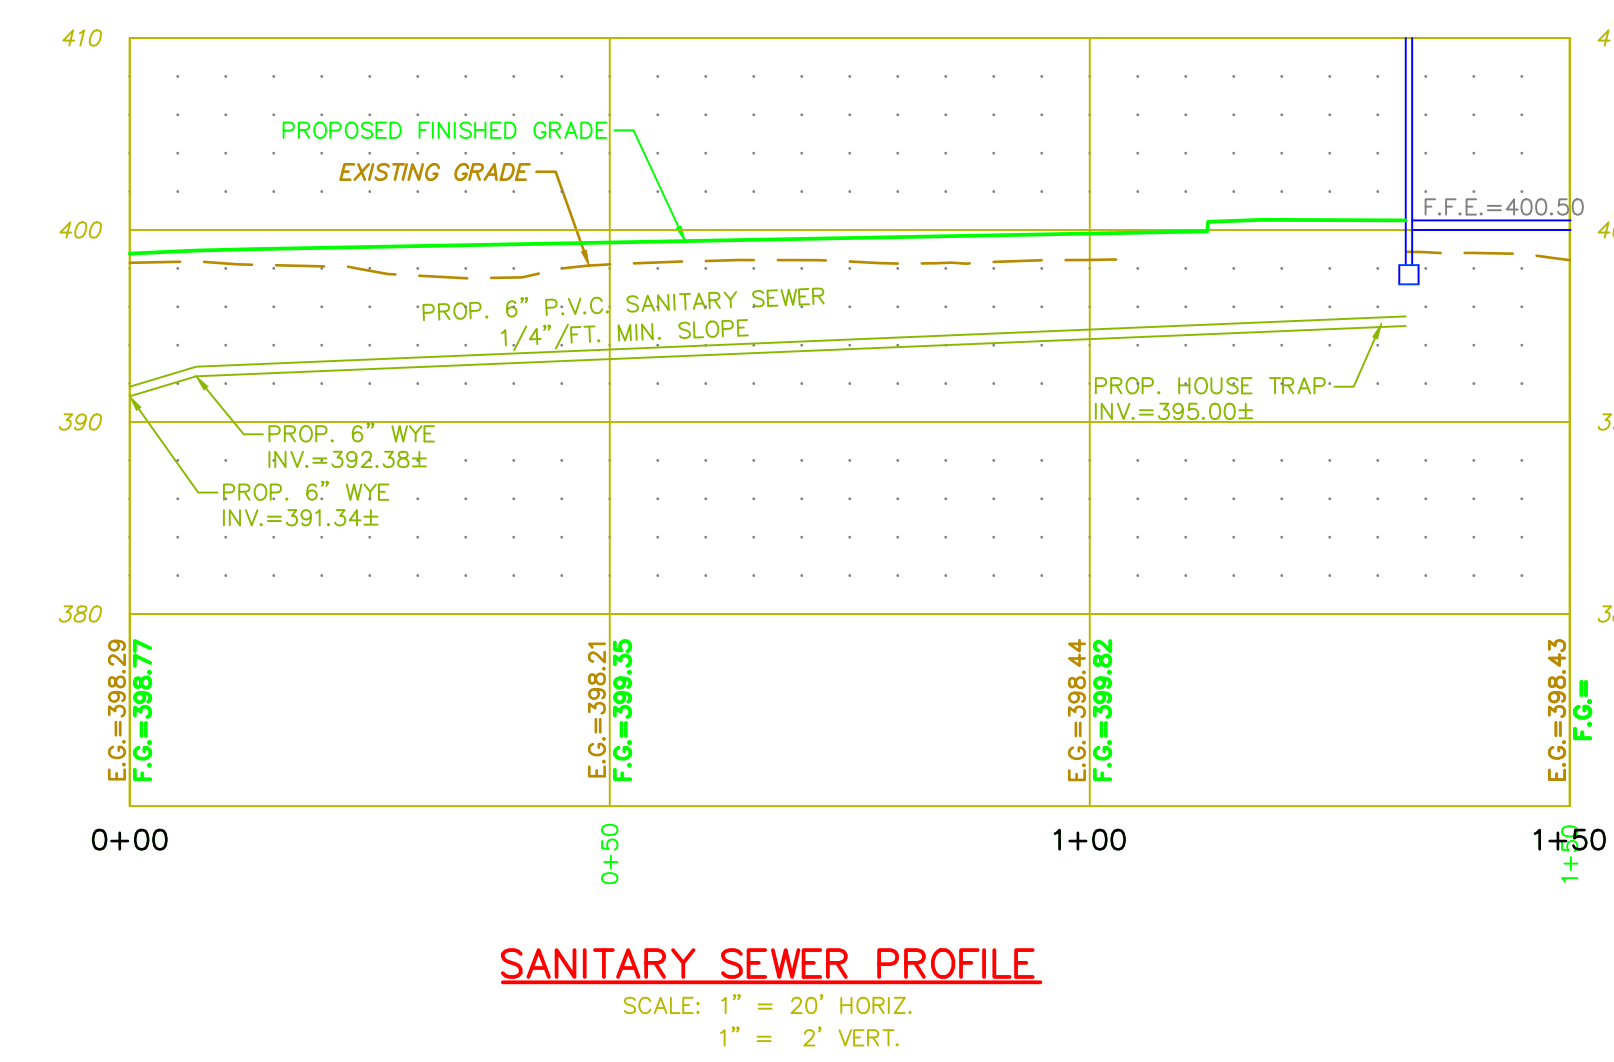 410
PROPOSED FINISHED GRADE
EXISTING GRADE
F.F.E.=400.50
400
PROP. 6" P.V.C. SANITARY SEWER
1/4"/FT. MIN. SLOPE
PROP. HOUSE TRAP
INV.=395.00±
390
PROP. 6" WYE
INV.=392.38±
PROP. 6" WYE
INV.=391.34±
380
E.G.=398.29
F.G.=398.77
E.G.=398.21
F.G.=399.35
E.G.=398.44
F.G.=399.82
E.G.=398.43
F.G.=
0+00
0+50
1+00
1+50
1+50
SANITARY SEWER PROFILE
SCALE: 1" = 20' HORIZ.
1" = 2' VERT.